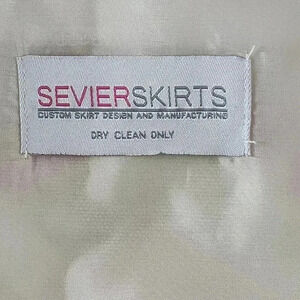 SEVIERSKIRTS
CUSTOM SKIRT DESIGN AND MANUFACTURING
DRY CLEAN ONLY